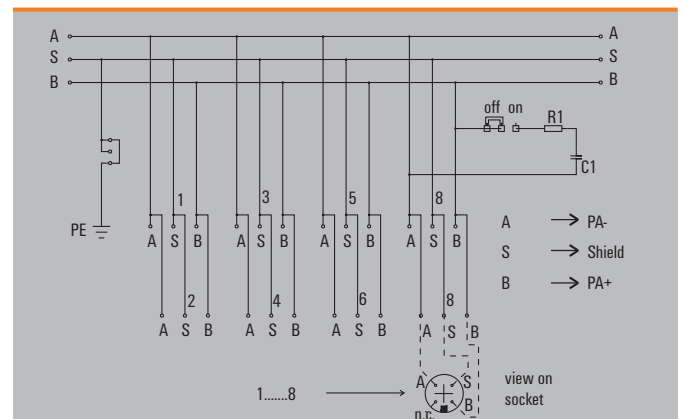 A A
S S
B B
off on
R1
C1
1 3 5 8
PE
A S B A S B A S B A S B
A → PA-
S → Shield
B → PA+
2 4 6 8
A S B A S B A S B A S B
A S
B
n.r.
1.......8
view on
socket